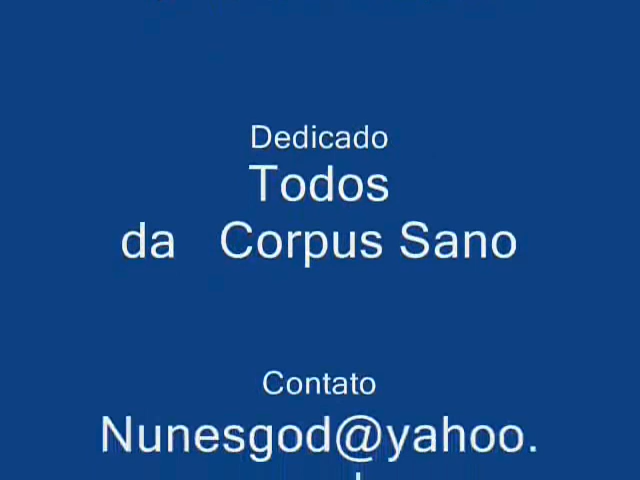 Dedicado
Todos
da Corpus Sano
Contato
Nunesgod@yahoo.